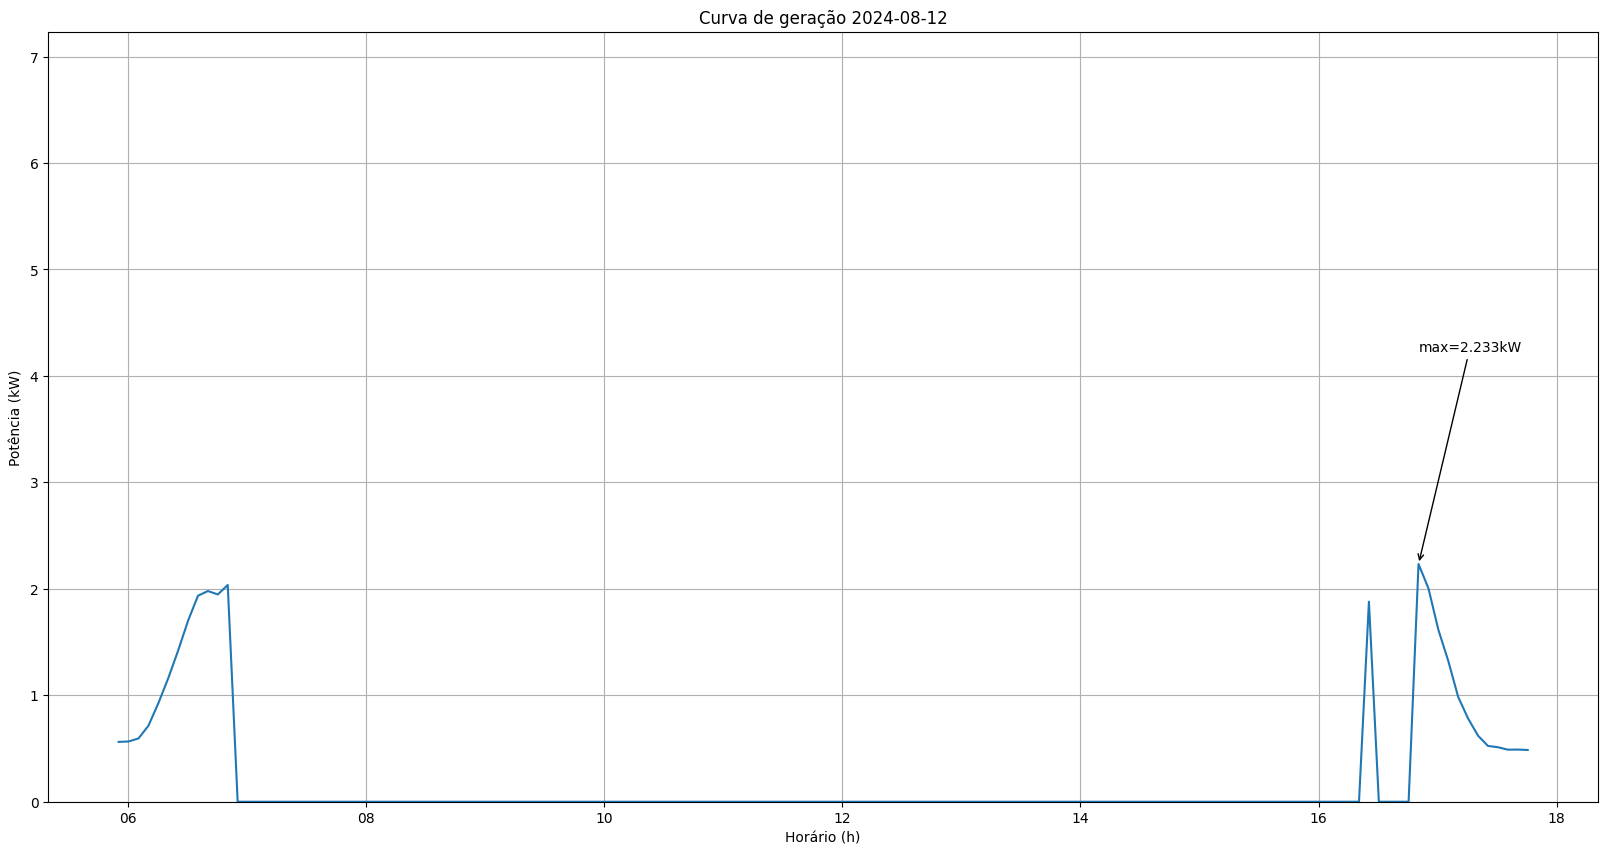 Curva de geração 2024-08-12
7
6
5
4
3
2
1
0
Potência (kW)
max=2.233kW
06 08 10 12 14 16 18
Horário (h)